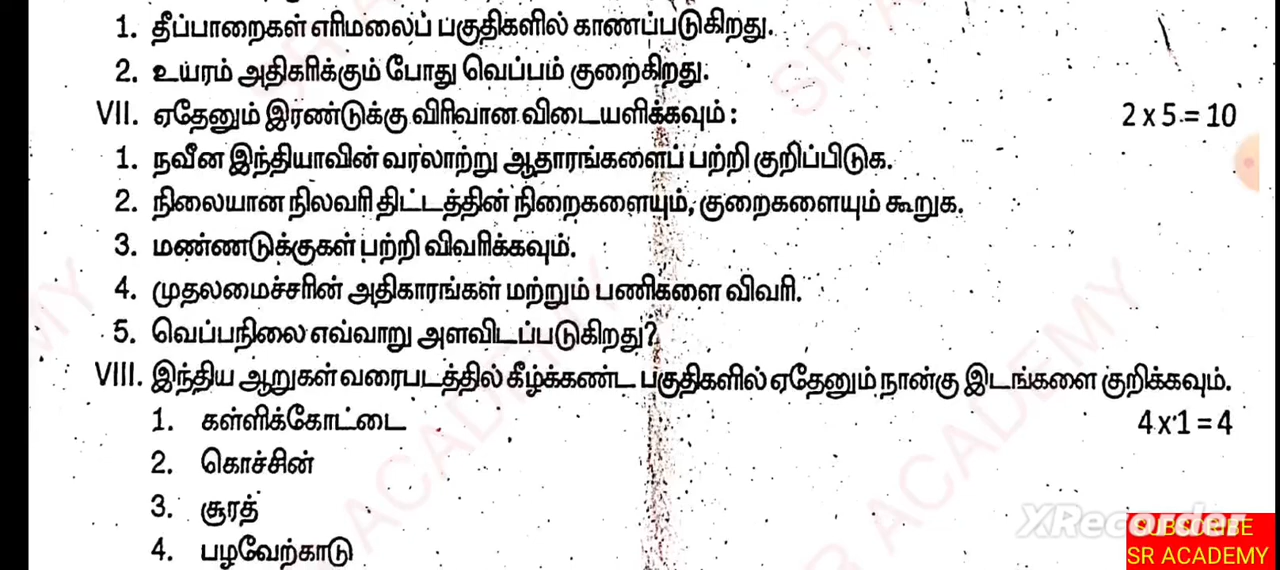 1. தீப்பாறைகள் எரிமலைப் பகுதிகளில் காணப்படுகிறது.
2. உயரம் அதிகரிக்கும் போது வெப்பம் குறைகிறது.
VII. ஏதேனும் இரண்டுக்கு விரிவான விடையளிக்கவும் : 2 x 5 = 10
1. நவீன இந்தியாவின் வரலாற்று ஆதாரங்களைப் பற்றி குறிப்பிடுக.
2. நிலையான நிலவரி திட்டத்தின் நிறைகளையும், குறைகளையும் கூறுக.
3. மண்ணடுக்குகள் பற்றி விவரிக்கவும்.
4. முதலமைச்சரின் அதிகாரங்கள் மற்றும் பணிகளை விவரி.
5. வெப்பநிலை எவ்வாறு அளவிடப்படுகிறது?
VIII. இந்திய ஆறுகள் வரைபடத்தில் கீழ்க்கண்ட பகுதிகளில் ஏதேனும் நான்கு இடங்களை குறிக்கவும்.
1. கள்ளிக்கோட்டை 4 x 1 = 4
2. கொச்சின்
3. சூரத்
4. பழவேற்காடு
SR ACADEMY
XRecorder
SUBSCRIBE
SR ACADEMY